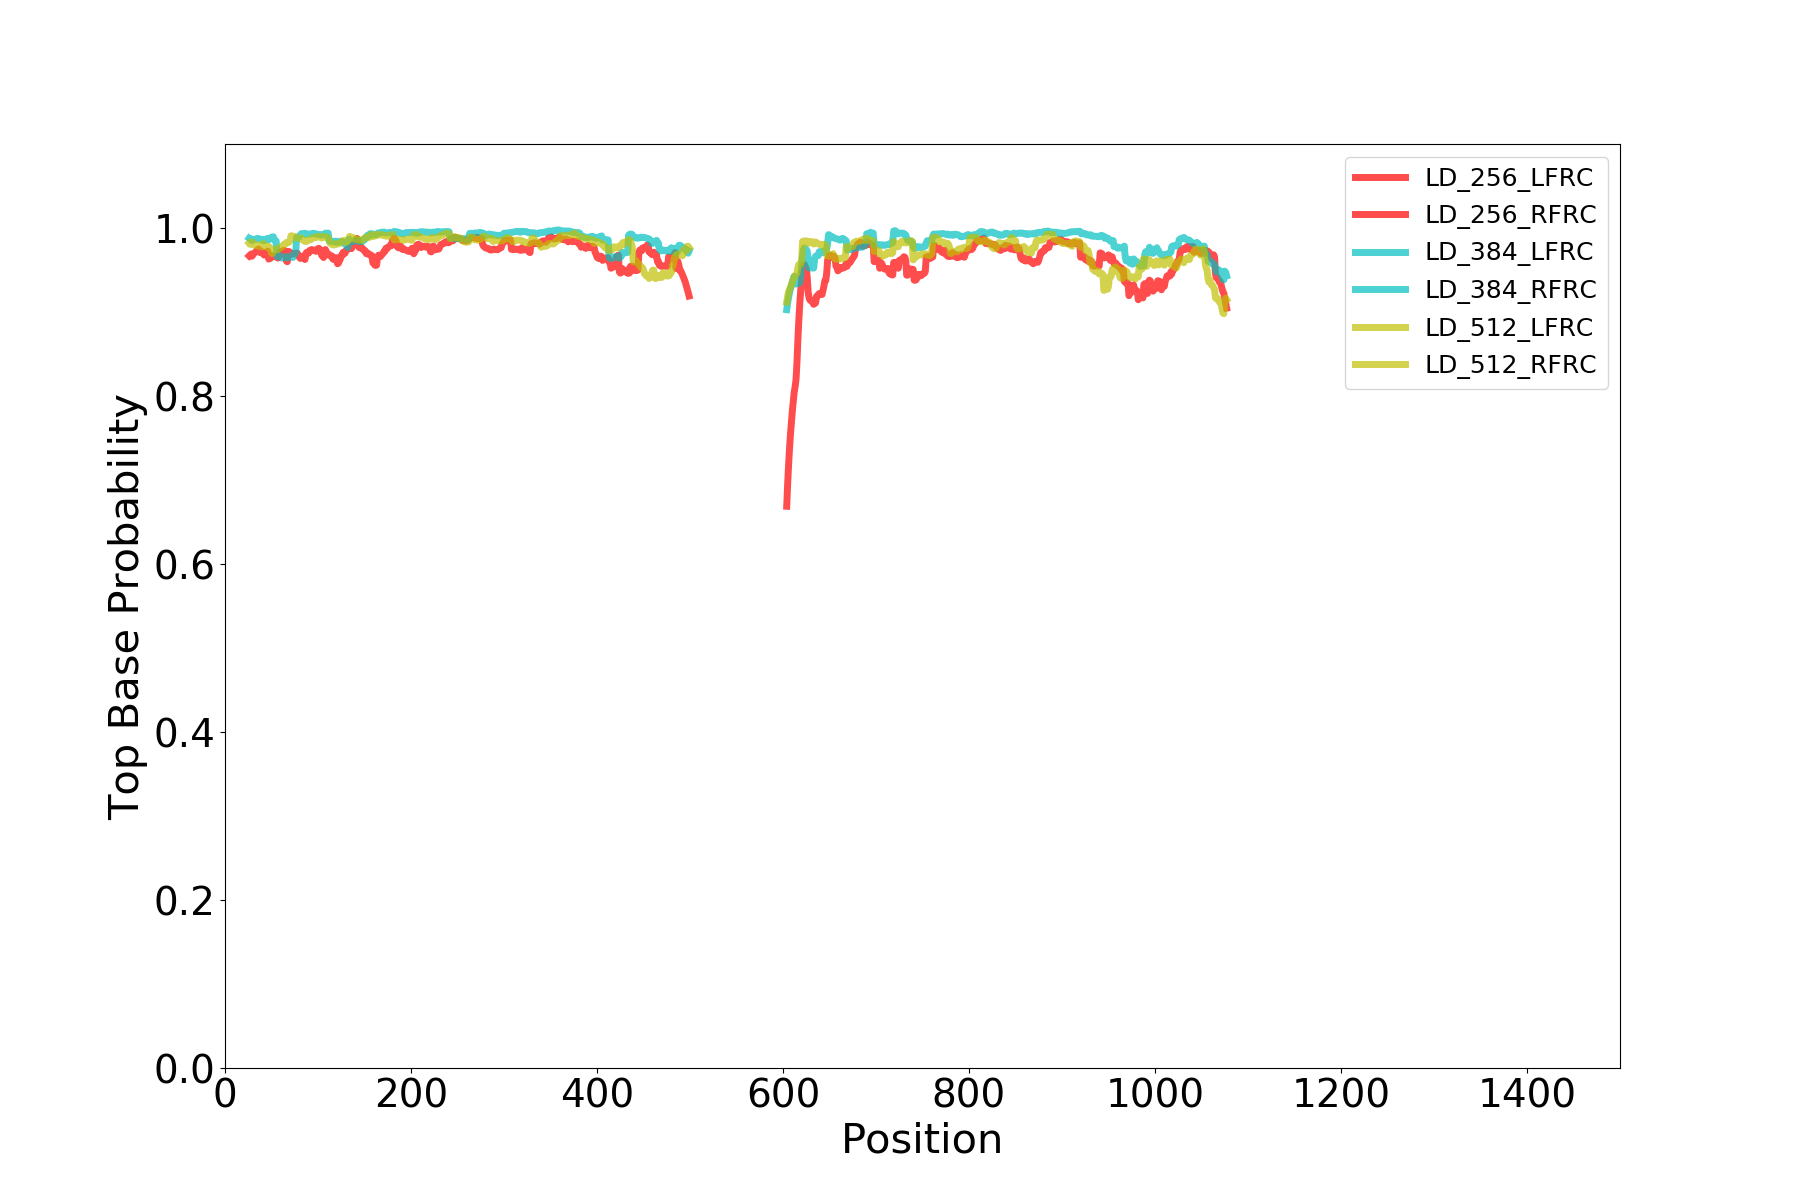 LD_256_LFRC
LD_256_RFRC
LD_384_LFRC
LD_384_RFRC
LD_512_LFRC
LD_512_RFRC
1.0
0.8
0.6
0.4
0.2
0.0
Top Base Probability
0 200 400 600 800 1000 1200 1400
Position